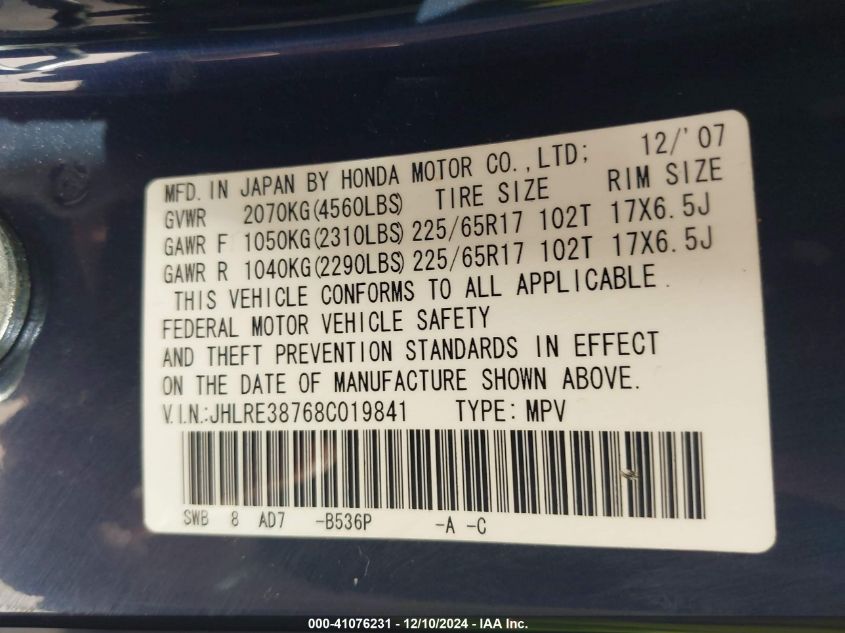 MFD. IN JAPAN BY HONDA MOTOR CO.,LTD; 12/'07
GVWR 2070KG(4560LBS) TIRE SIZE RIM SIZE
GAWR F 1050KG(2310LBS) 225/65R17 102T 17X6.5J
GAWR R 1040KG(2290LBS) 225/65R17 102T 17X6.5J
THIS VEHICLE CONFORMS TO ALL APPLICABLE
FEDERAL MOTOR VEHICLE SAFETY
AND THEFT PREVENTION STANDARDS IN EFFECT
ON THE DATE OF MANUFACTURE SHOWN ABOVE.
V.I.N.:JHLRE38768C019841 TYPE: MPV
SWB 8 AD7 -B536P -A -C
000-41076231 - 12/10/2024 - IAA Inc.